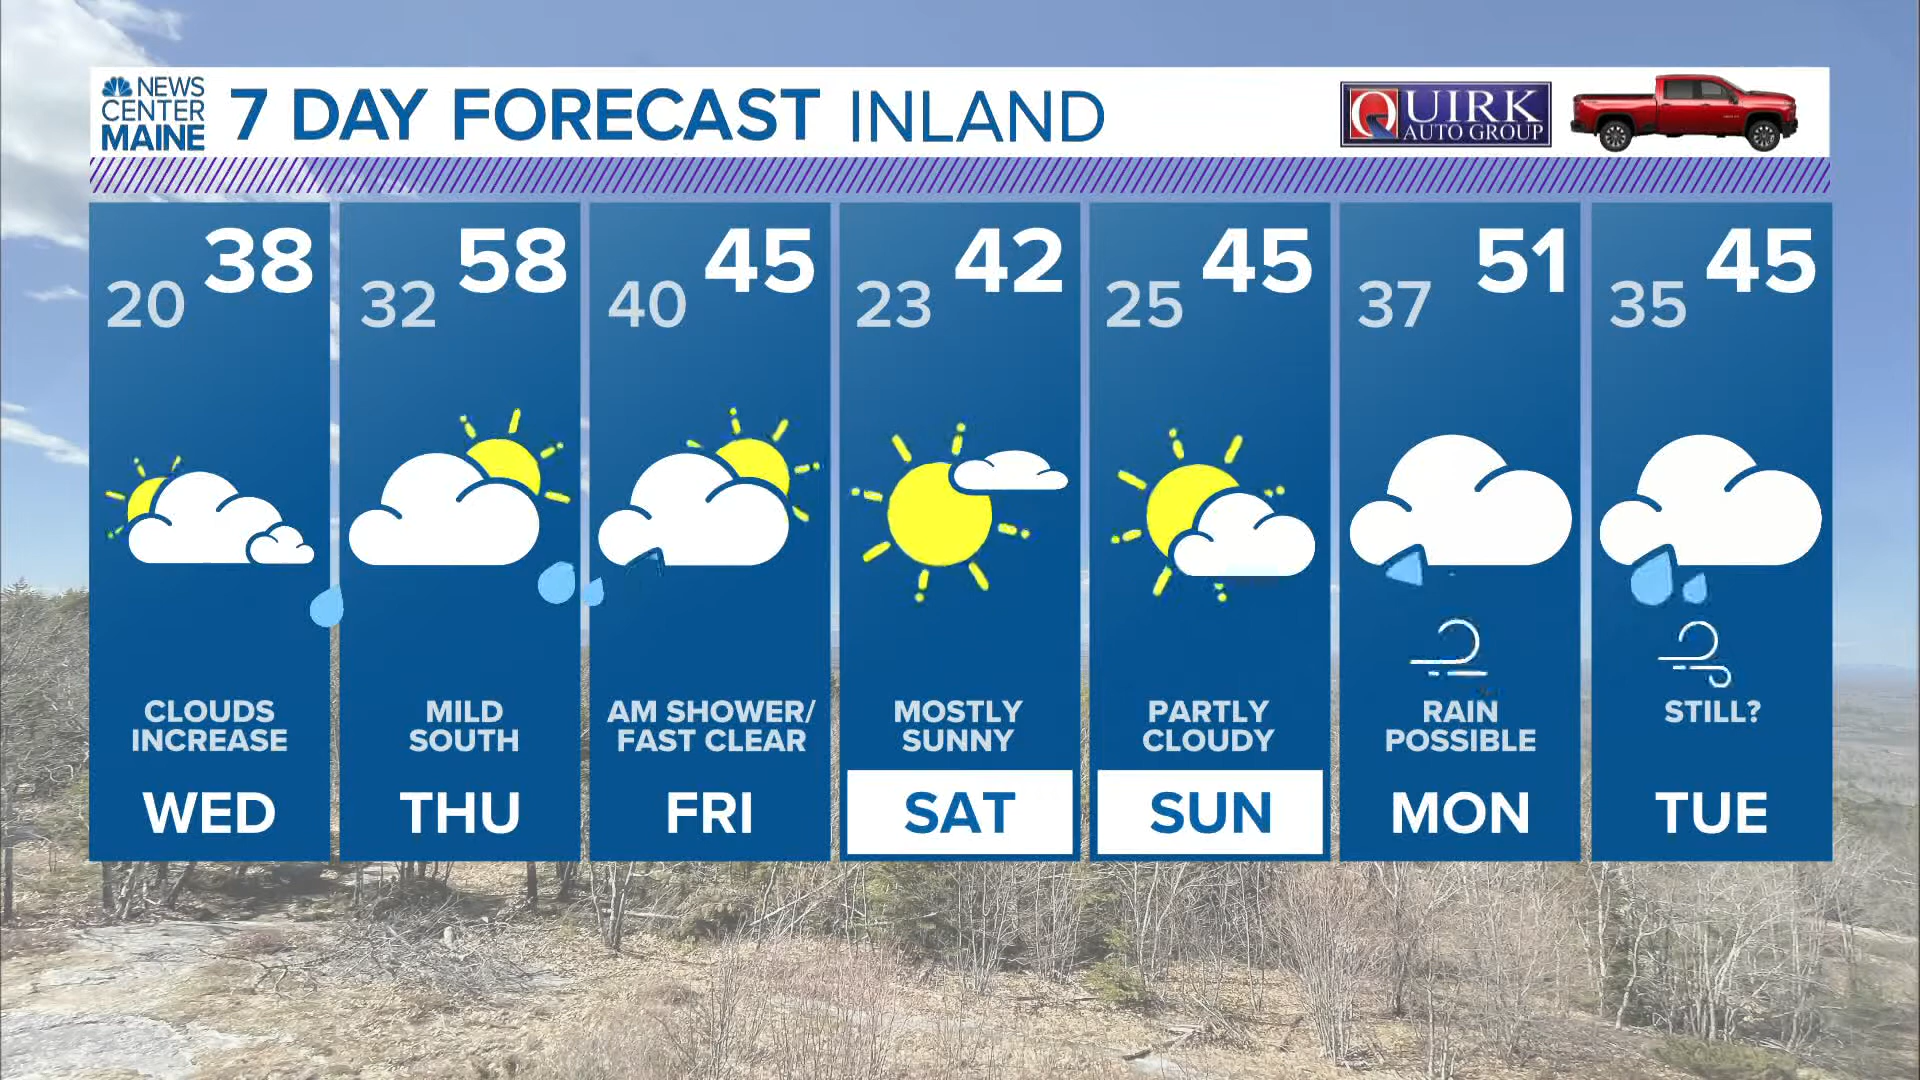 NEWS
CENTER
MAINE
7 DAY FORECAST INLAND
QUIRK
AUTO GROUP
20 38
32 58
40 45
23 42
25 45
37 51
35 45
CLOUDS
INCREASE
MILD
SOUTH
AM SHOWER/
FAST CLEAR
MOSTLY
SUNNY
PARTLY
CLOUDY
RAIN
POSSIBLE
STILL?
WED
THU
FRI
SAT
SUN
MON
TUE